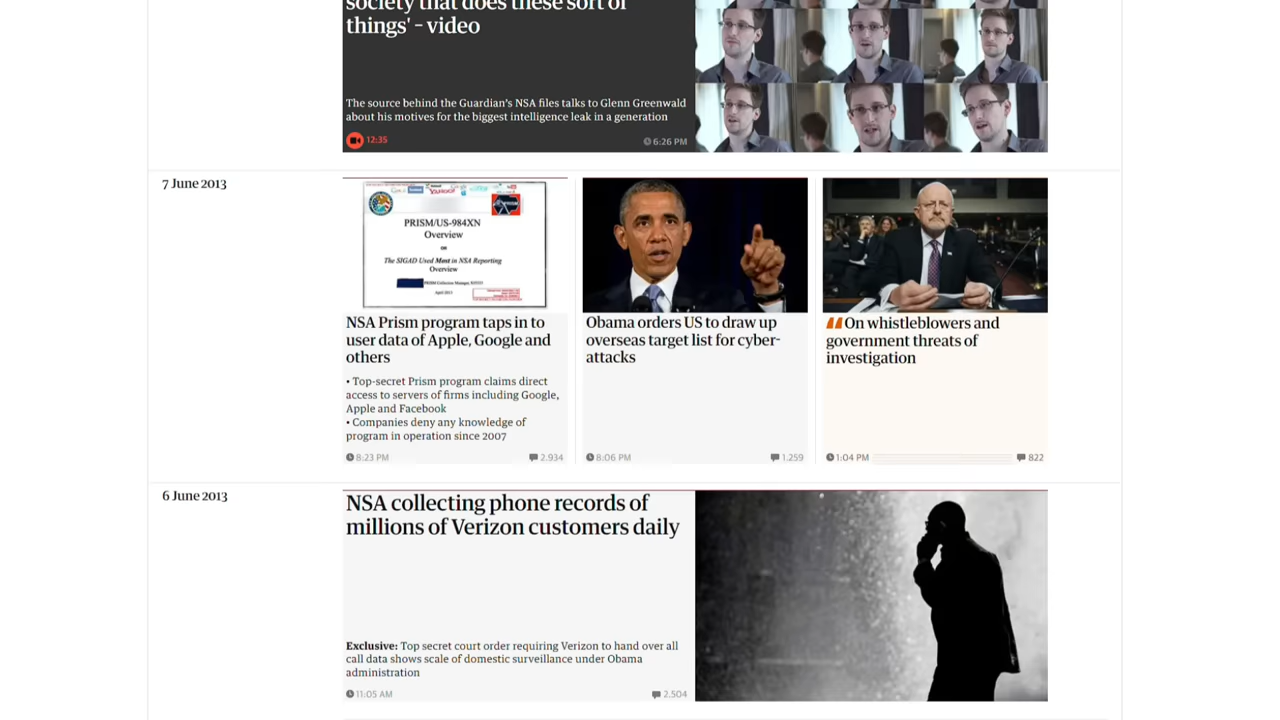 society that does these sort of
things' – video
The source behind the Guardian's NSA files talks to Glenn Greenwald
about his motives for the biggest intelligence leak in a generation
12:35
6:26 PM
7 June 2013
YAHOO!
PRISM
PRISM/US-984XN
Overview
OR
The SIGAD Used Most in NSA Reporting
Overview
April 2013
NSA Prism program taps in to
user data of Apple, Google and
others
• Top-secret Prism program claims direct
access to servers of firms including Google,
Apple and Facebook
• Companies deny any knowledge of
program in operation since 2007
8:23 PM
2,934
Obama orders US to draw up
overseas target list for cyber-
attacks
8:06 PM
1,259
On whistleblowers and
government threats of
investigation
1:04 PM
822
6 June 2013
NSA collecting phone records of
millions of Verizon customers daily
Exclusive: Top secret court order requiring Verizon to hand over all
call data shows scale of domestic surveillance under Obama
administration
11:05 AM
2,504